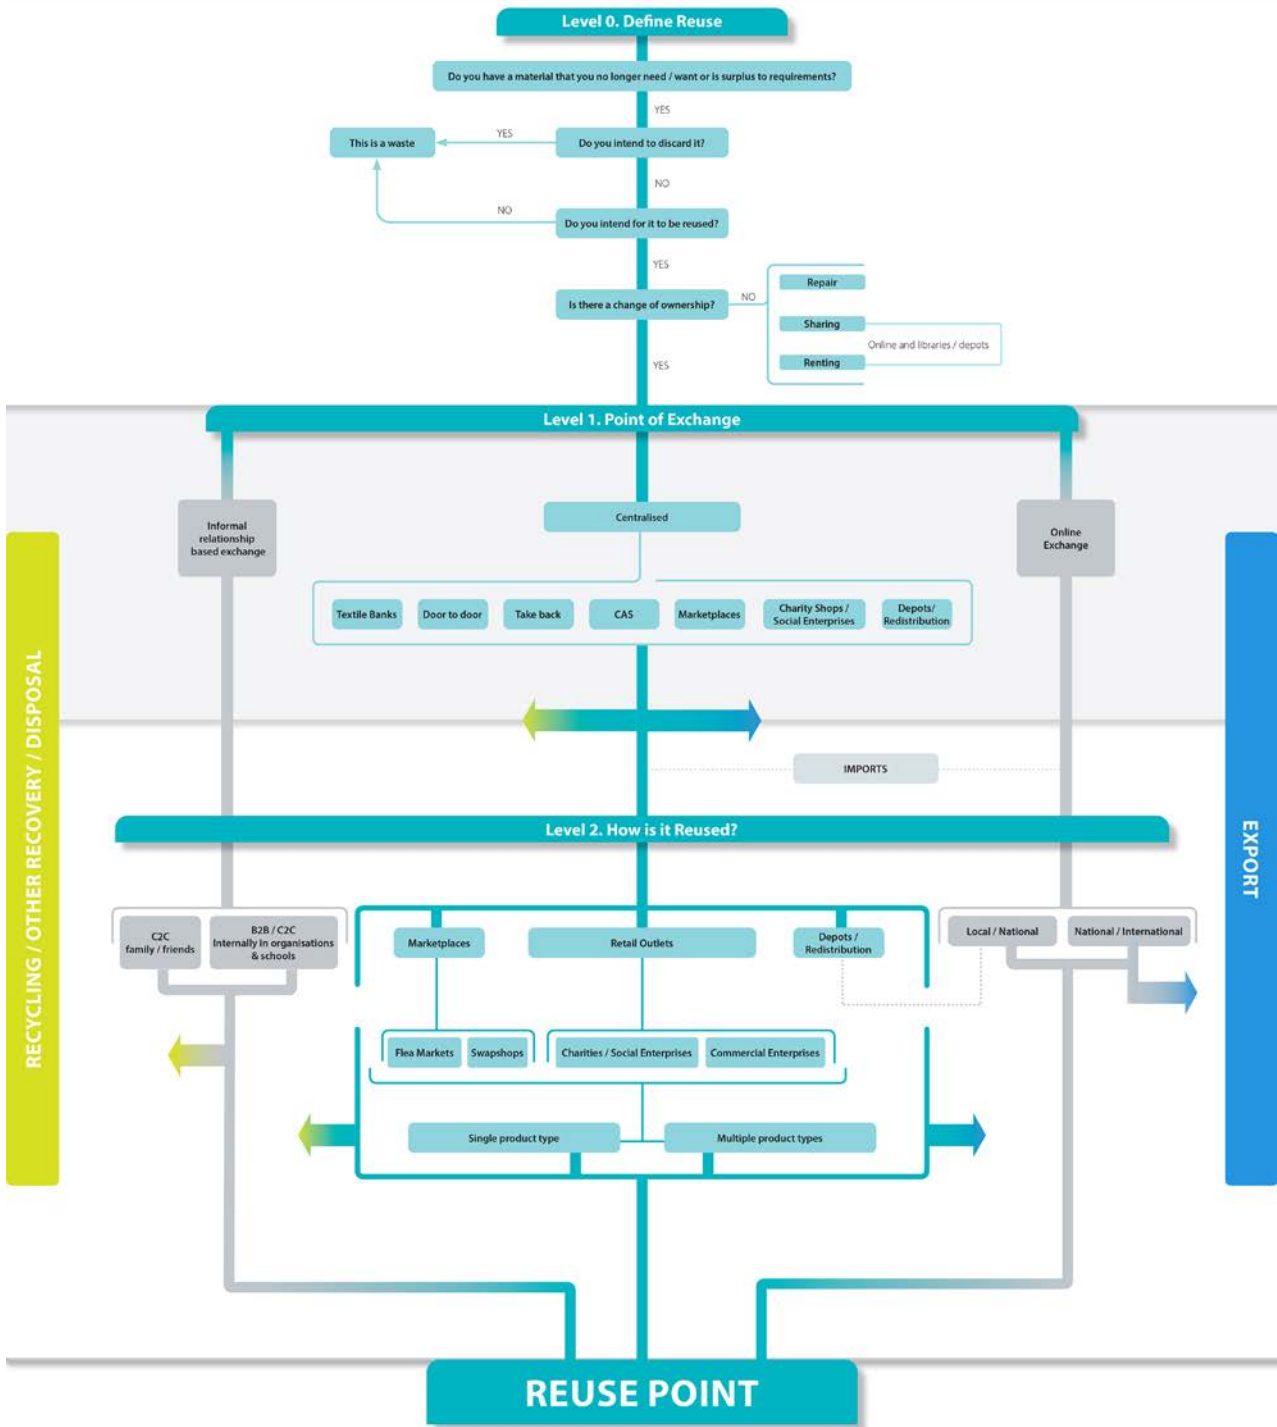 Level 0. Define Reuse
Do you have a material that you no longer need / want or is surplus to requirements?
YES
This is a waste
YES
Do you intend to discard it?
NO
NO
Do you intend for it to be reused?
YES
Is there a change of ownership?
NO
Repair
Sharing
Online and libraries / depots
Renting
YES
Level 1. Point of Exchange
Informal
relationship
based exchange
Centralised
Online
Exchange
Textile Banks
Door to door
Take back
CAS
Marketplaces
Charity Shops /
Social Enterprises
Depots/
Redistribution
RECYCLING / OTHER RECOVERY / DISPOSAL
EXPORT
IMPORTS
Level 2. How is it Reused?
C2C
family / friends
B2B / C2C
Internally in organisations
& schools
Marketplaces
Retail Outlets
Depots /
Redistribution
Local / National
National / International
Flea Markets
Swapshops
Charities / Social Enterprises
Commercial Enterprises
Single product type
Multiple product types
REUSE POINT